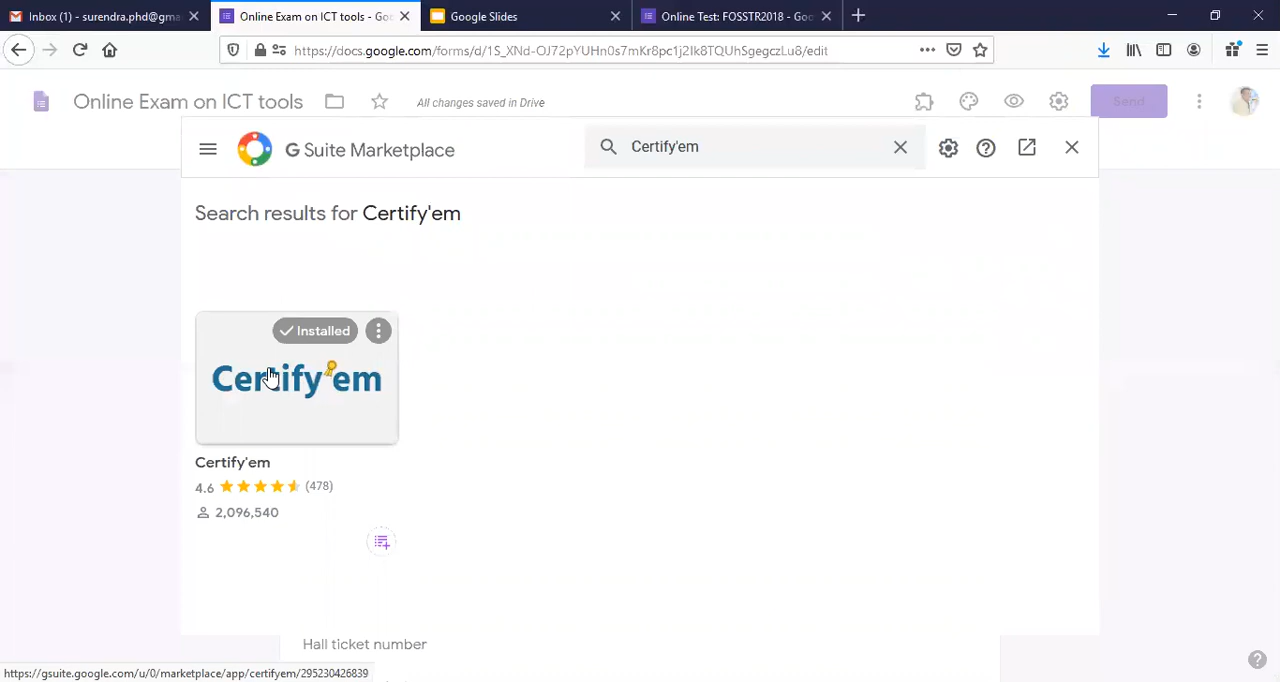 Inbox (1) - surendra.phd@gma
Online Exam on ICT tools - Goo
Google Slides
Online Test: FOSSTR2018 - Goo
https://docs.google.com/forms/d/1S_XNd-OJ72pYUHn0s7mKr8pc1j2Ik8TQUhSgegczLu8/edit
Online Exam on ICT tools
All changes saved in Drive
Send
G Suite Marketplace
Certify'em
Search results for Certify'em
Installed
Certify'em
Certify'em
4.6 (478)
2,096,540
Hall ticket number
https://gsuite.google.com/u/0/marketplace/app/certifyem/295230426839